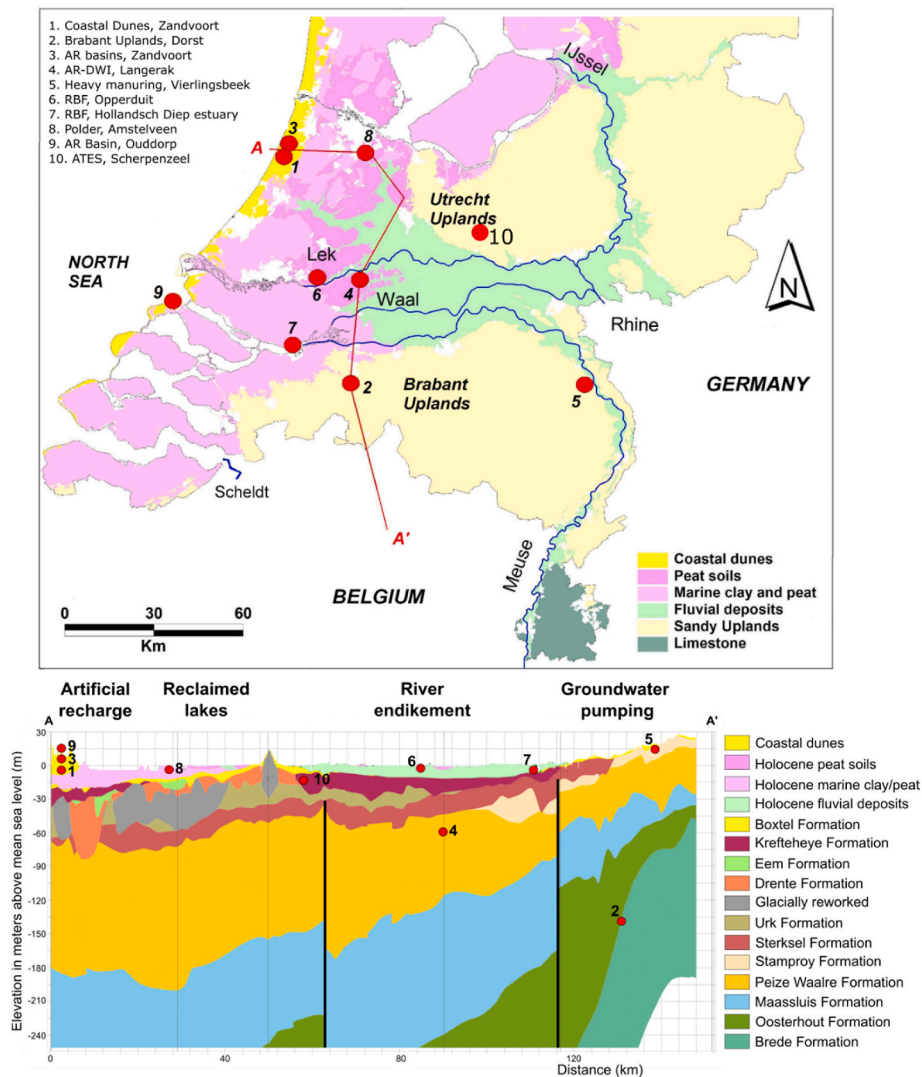 1. Coastal Dunes, Zandvoort
2. Brabant Uplands, Dorst
3. AR basins, Zandvoort
4. AR-DWI, Langerak
5. Heavy manuring, Vierlingsbeek
6. RBF, Opperduit
7. RBF, Hollandsch Diep estuary
8. Polder, Amstelveen
9. AR Basin, Ouddorp
10. ATES, Scherpenzeel
IJssel
3
A
8
1
Utrecht
Uplands
10
NORTH
SEA
Lek
9
6
4
Waal
N
Rhine
7
2
Brabant
Uplands
5
GERMANY
Scheldt
A'
Meuse
BELGIUM
0 30 60
Km
Coastal dunes
Peat soils
Marine clay and peat
Fluvial deposits
Sandy Uplands
Limestone
Artificial
recharge
Reclaimed
lakes
River
endikement
Groundwater
pumping
A
A'
Elevation in meters above mean sea level (m)
30
0
-30
-60
-90
-120
-150
-180
-210
-240
9
3
1
8
10
6
4
7
2
5
0 40 80 120
Distance (km)
Coastal dunes
Holocene peat soils
Holocene marine clay/peat
Holocene fluvial deposits
Boxtel Formation
Krefteheye Formation
Eem Formation
Drente Formation
Glacially reworked
Urk Formation
Sterksel Formation
Stamproy Formation
Peize Waalre Formation
Maassluis Formation
Oosterhout Formation
Brede Formation